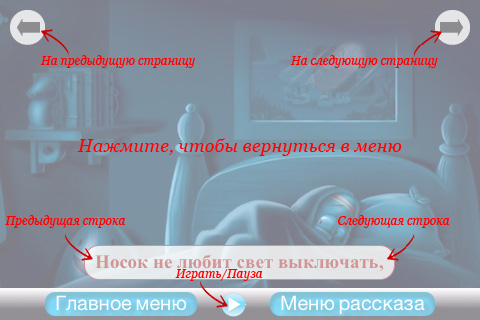 На предыдущую страницу
На следующую страницу
Нажмите, чтобы вернуться в меню
Предыдущая строка
Следующая строка
Носок не любит свет выключать,
Играть/Пауза
Главное меню
Меню рассказа